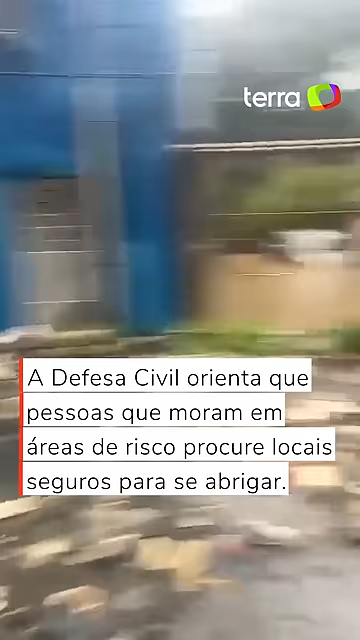 terra
A Defesa Civil orienta que
pessoas que moram em
áreas de risco procure locais
seguros para se abrigar.